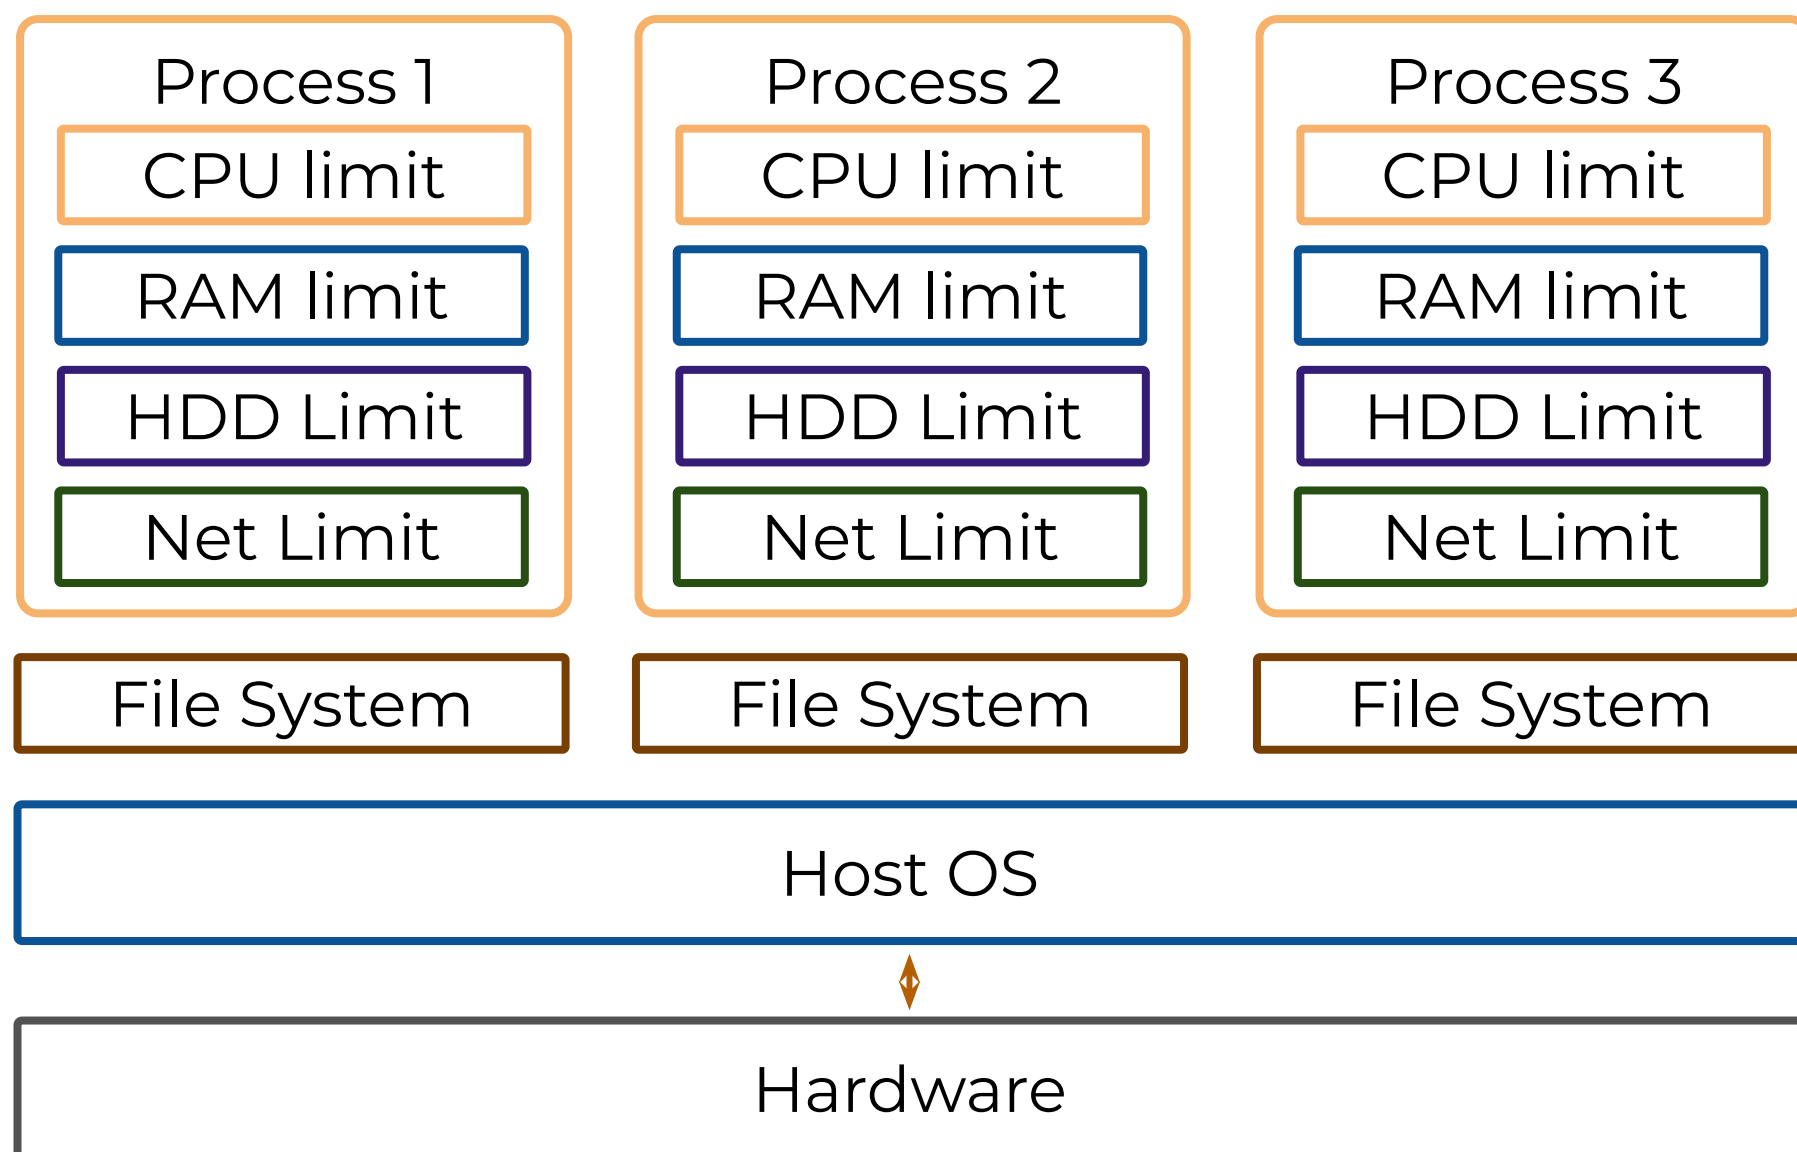 Process 1
CPU limit
RAM limit
HDD Limit
Net Limit
File System
Process 2
CPU limit
RAM limit
HDD Limit
Net Limit
File System
Process 3
CPU limit
RAM limit
HDD Limit
Net Limit
File System
Host OS
Hardware